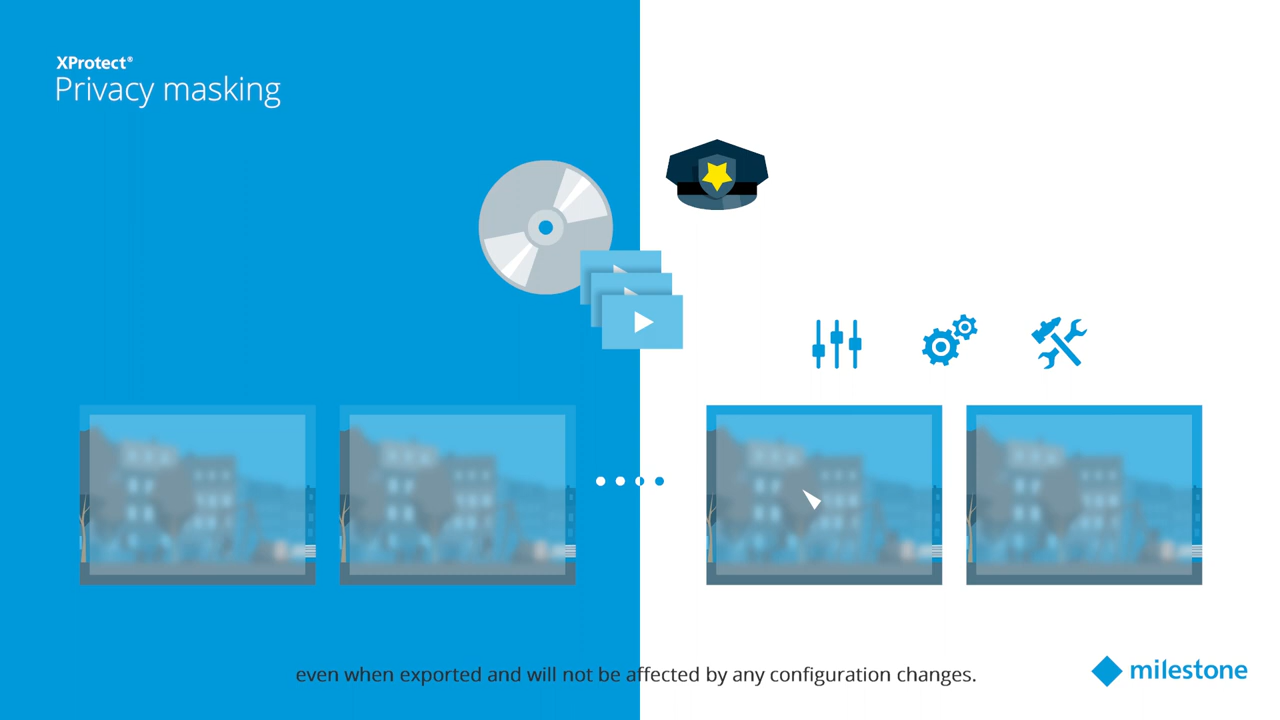 XProtect®
Privacy masking
even when exported and will not be affected by any configuration changes.
milestone